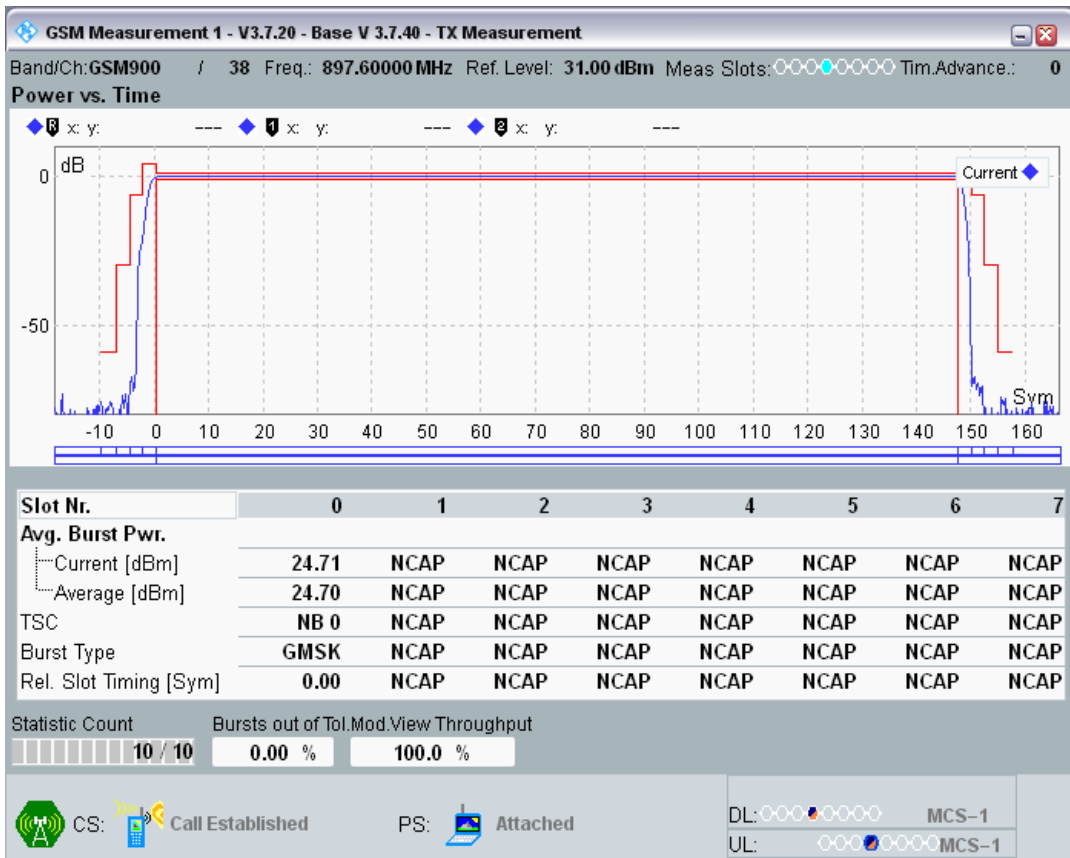 GSM Measurement 1 - V3.7.20 - Base V 3.7.40 - TX Measurement
Band/Ch:GSM900 / 38 Freq.: 897.60000 MHz Ref. Level: 31.00 dBm Meas Slots: Tim.Advance.: 0
Power vs. Time
R x: y: --- 1 x: y: --- 2 x: y: ---
dB
0
Current
-50
Sym
-10 0 10 20 30 40 50 60 70 80 90 100 110 120 130 140 150 160
Slot Nr. 0 1 2 3 4 5 6 7
Avg. Burst Pwr.
Current [dBm] 24.71 NCAP NCAP NCAP NCAP NCAP NCAP NCAP
Average [dBm] 24.70 NCAP NCAP NCAP NCAP NCAP NCAP NCAP
TSC NB 0 NCAP NCAP NCAP NCAP NCAP NCAP NCAP
Burst Type GMSK NCAP NCAP NCAP NCAP NCAP NCAP NCAP
Rel. Slot Timing [Sym] 0.00 NCAP NCAP NCAP NCAP NCAP NCAP NCAP
Statistic Count Bursts out of Tol.Mod.View Throughput
10 / 10 0.00 % 100.0 %
CS: Call Established PS: Attached
DL: MCS-1
UL: MCS-1